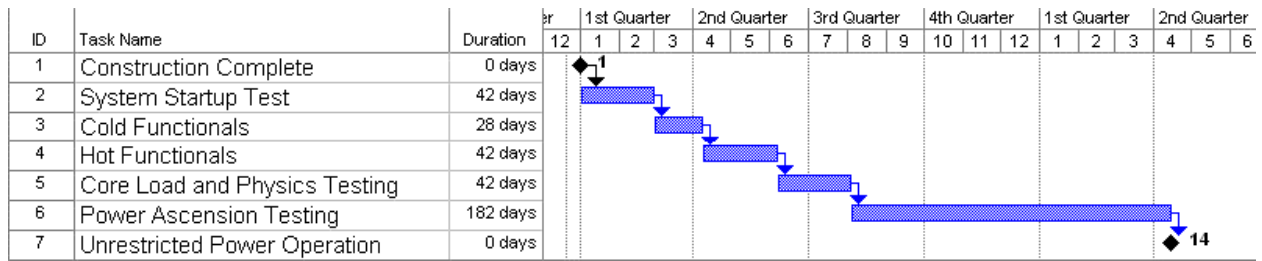 er 1st Quarter 2nd Quarter 3rd Quarter 4th Quarter 1st Quarter 2nd Quarter
ID Task Name Duration 12 1 2 3 4 5 6 7 8 9 10 11 12 1 2 3 4 5 6
1 Construction Complete 0 days 1
2 System Startup Test 42 days
3 Cold Functionals 28 days
4 Hot Functionals 42 days
5 Core Load and Physics Testing 42 days
6 Power Ascension Testing 182 days
7 Unrestricted Power Operation 0 days 14